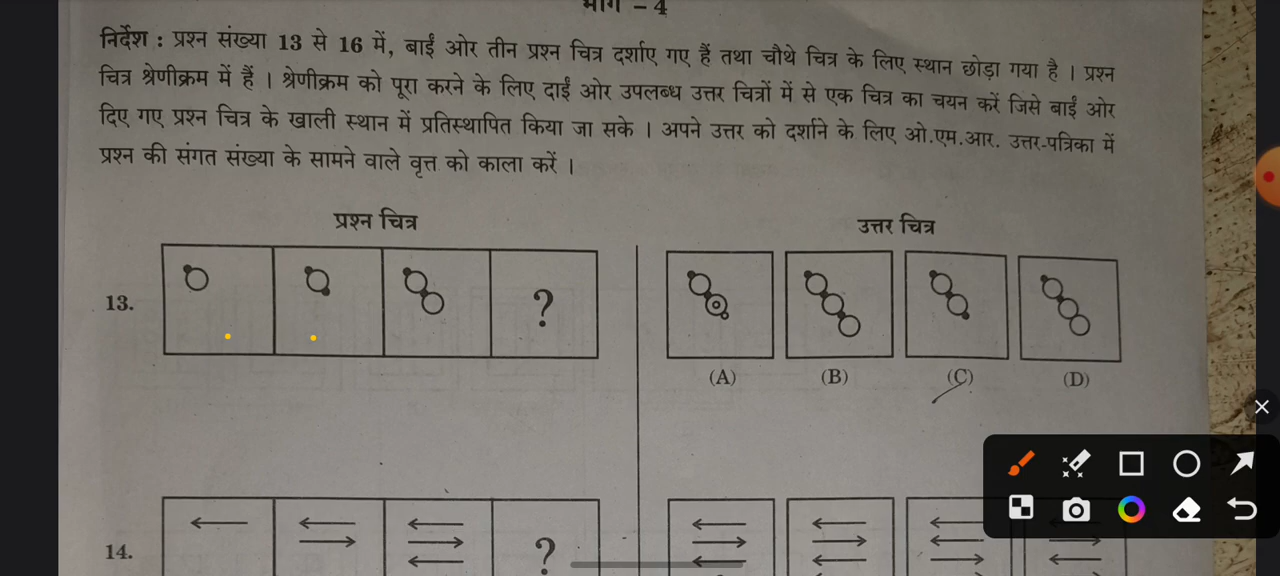 भाग – 4
निर्देश : प्रश्न संख्या 13 से 16 में, बाईं ओर तीन प्रश्न चित्र दर्शाए गए हैं तथा चौथे चित्र के लिए स्थान छोड़ा गया है । प्रश्न
चित्र श्रेणीक्रम में हैं । श्रेणीक्रम को पूरा करने के लिए दाईं ओर उपलब्ध उत्तर चित्रों में से एक चित्र का चयन करें जिसे बाईं ओर
दिए गए प्रश्न चित्र के खाली स्थान में प्रतिस्थापित किया जा सके । अपने उत्तर को दर्शाने के लिए ओ.एम.आर. उत्तर-पत्रिका में
प्रश्न की संगत संख्या के सामने वाले वृत्त को काला करें ।
प्रश्न चित्र
उत्तर चित्र
13.
?
(A) (B) (C) (D)
14.
?